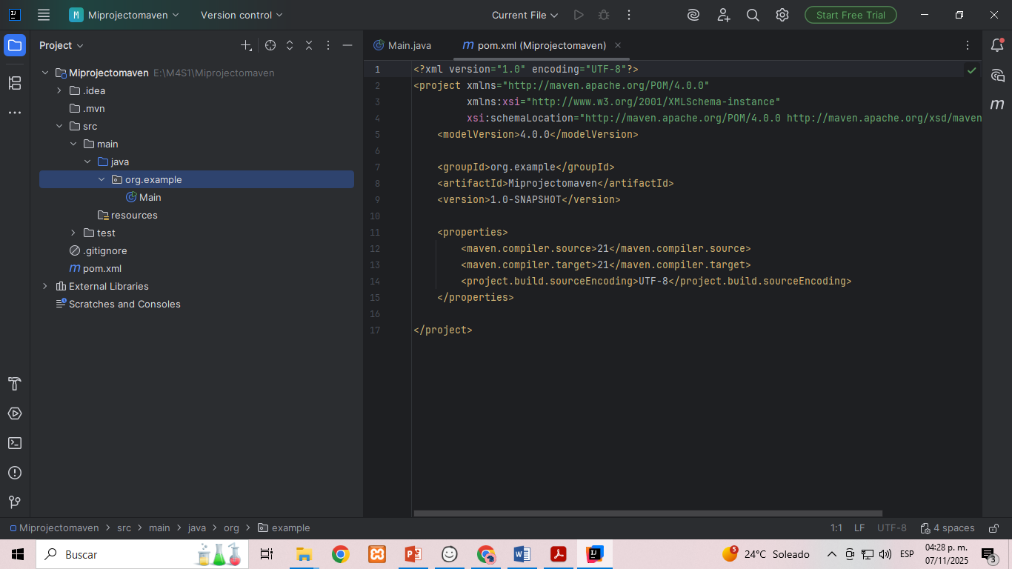 M Miprojectomaven Version control Current File Start Free Trial
Project
Main.java
pom.xml (Miprojectomaven)
Miprojectomaven E:\M4S1\Miprojectomaven
.idea
.mvn
src
main
java
org.example
Main
resources
test
.gitignore
pom.xml
External Libraries
Scratches and Consoles
1 <?xml version="1.0" encoding="UTF-8"?>
2 <project xmlns="http://maven.apache.org/POM/4.0.0"
3 xmlns:xsi="http://www.w3.org/2001/XMLSchema-instance"
4 xsi:schemaLocation="http://maven.apache.org/POM/4.0.0 http://maven.apache.org/xsd/maven
5 <modelVersion>4.0.0</modelVersion>
6
7 <groupId>org.example</groupId>
8 <artifactId>Miprojectomaven</artifactId>
9 <version>1.0-SNAPSHOT</version>
10
11 <properties>
12 <maven.compiler.source>21</maven.compiler.source>
13 <maven.compiler.target>21</maven.compiler.target>
14 <project.build.sourceEncoding>UTF-8</project.build.sourceEncoding>
15 </properties>
16
17 </project>
Miprojectomaven > src > main > java > org > example 1:1 LF UTF-8 4 spaces
Buscar
5 24°C Soleado
ESP
04:28 p. m.
07/11/2025
3